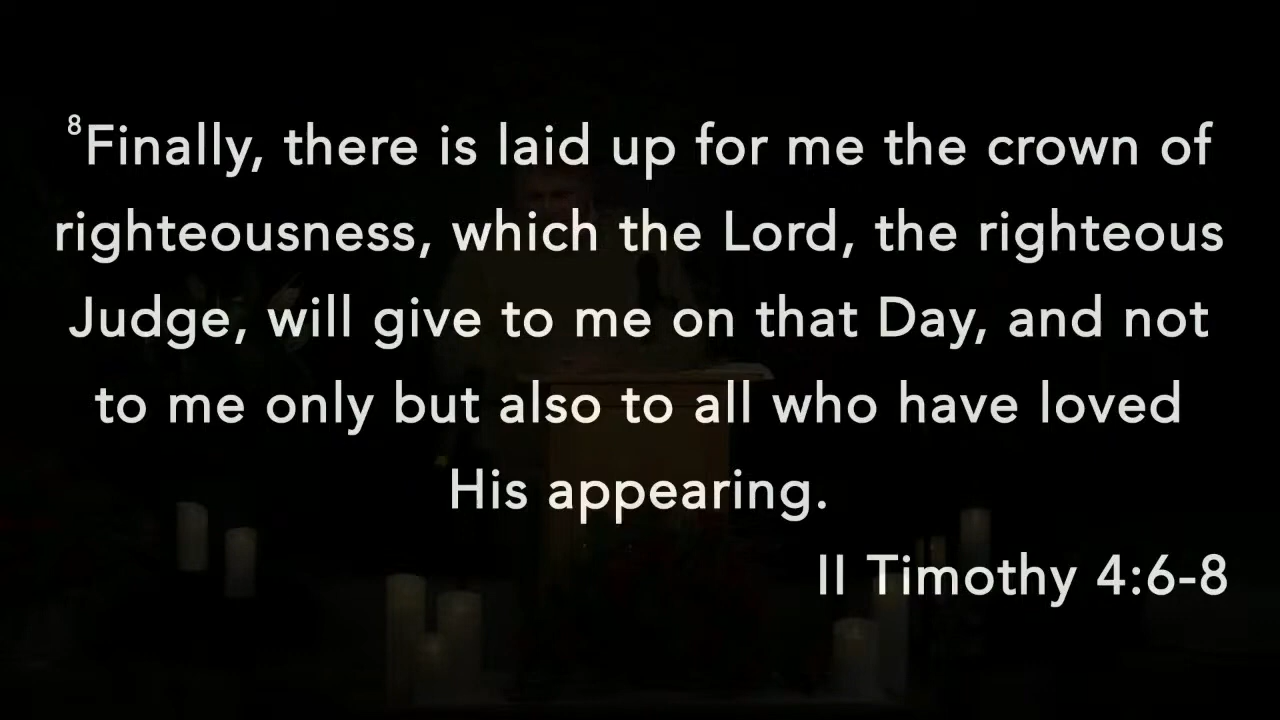 ⁸Finally, there is laid up for me the crown of
righteousness, which the Lord, the righteous
Judge, will give to me on that Day, and not
to me only but also to all who have loved
His appearing.
II Timothy 4:6-8